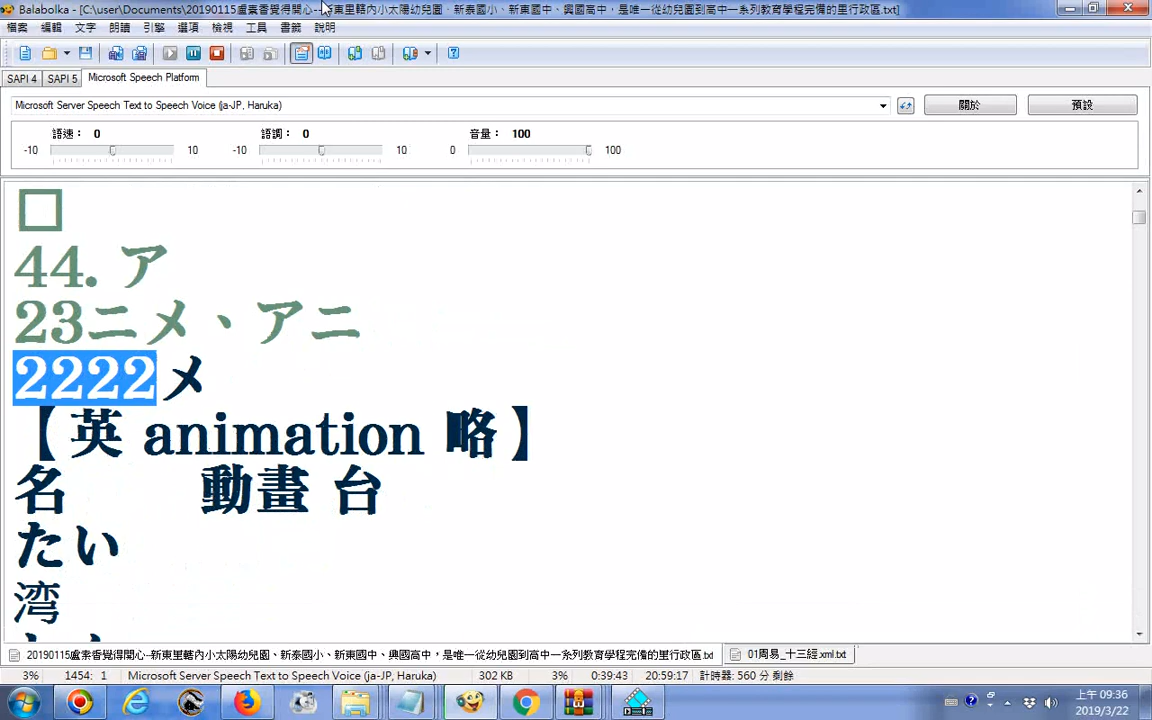 Balabolka - [C:\user\Documents\20190115盧素香覺得開心--新東里轄內小太陽幼兒園、新泰國小、新東國中、興國高中，是唯一從幼兒園到高中一系列教育學程完備的里行政區.txt]
檔案 編輯 文字 朗讀 引擎 選項 檢視 工具 書籤 說明
SAPI 4 SAPI 5 Microsoft Speech Platform
Microsoft Server Speech Text to Speech Voice (ja-JP, Haruka) 關於 預設
語速： 0 語調： 0 音量： 100
-10 10 -10 10 0 100
□
44. ア
23ニメ、アニ
2222メ
【英 animation 略】
名 動畫 台
たい
湾
20190115盧素香覺得開心--新東里轄內小太陽幼兒園、新泰國小、新東國中、興國高中，是唯一從幼兒園到高中一系列教育學程完備的里行政區.txt 01周易_十三經.xml.txt
3% 1454: 1 Microsoft Server Speech Text to Speech Voice (ja-JP, Haruka) 302 KB 3% 0:39:43 20:59:17 計時器: 560 分 剩餘
上午 09:36
2019/3/22